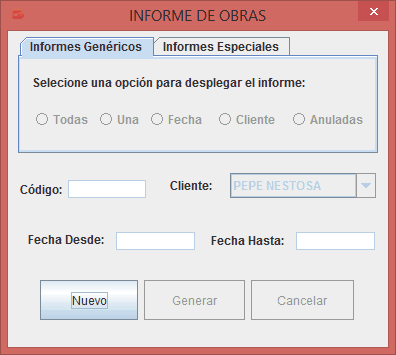 INFORME DE OBRAS
Informes Genéricos Informes Especiales
Selecione una opción para desplegar el informe:
Todas Una Fecha Cliente Anuladas
Código: Cliente: PEPE NESTOSA
Fecha Desde: Fecha Hasta:
Nuevo Generar Cancelar